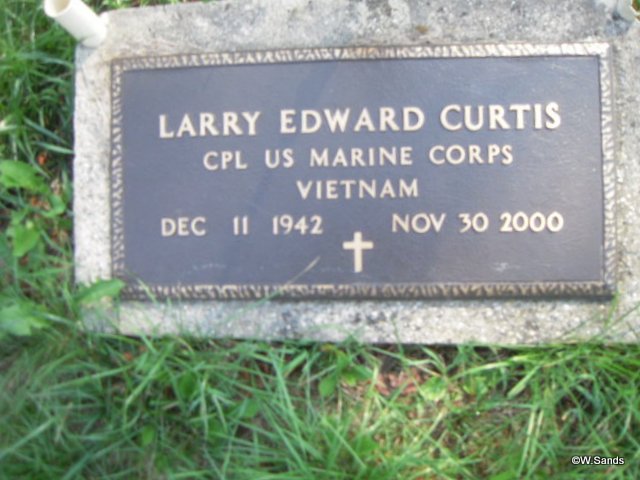 LARRY EDWARD CURTIS
CPL US MARINE CORPS
VIETNAM
DEC 11 1942 NOV 30 2000
©W.Sands